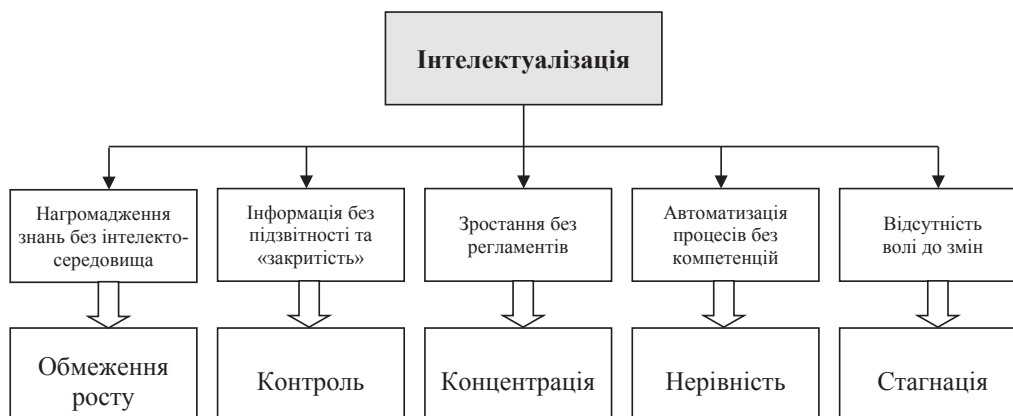 Інтелектуалізація
Нагромадження
знань без інтелекто-
середовища
Інформація без
підзвітності та
«закритість»
Зростання без
регламентів
Автоматизація
процесів без
компетенцій
Відсутність
волі до змін
Обмеження
росту
Контроль
Концентрація
Нерівність
Стагнація